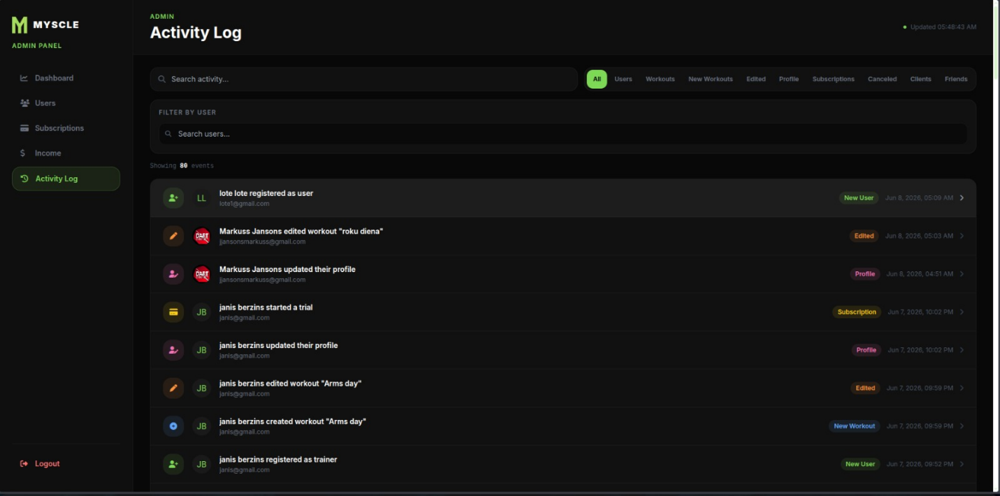 MYSCLE
ADMIN PANEL
Dashboard
Users
Subscriptions
Income
Activity Log
Logout
ADMIN
Activity Log
Updated 05:48:43 AM
Search activity...
All Users Workouts New Workouts Edited Profile Subscriptions Canceled Clients Friends
FILTER BY USER
Search users...
Showing 80 events
LL lote lote registered as user New User Jun 8, 2026, 05:09 AM
lote1@gmail.com
Markuss Jansons edited workout "roku diena" Edited Jun 8, 2026, 05:03 AM
jjansonsmarkuss@gmail.com
Markuss Jansons updated their profile Profile Jun 8, 2026, 04:51 AM
jjansonsmarkuss@gmail.com
JB janis berzins started a trial Subscription Jun 7, 2026, 10:02 PM
janis@gmail.com
JB janis berzins updated their profile Profile Jun 7, 2026, 10:02 PM
janis@gmail.com
JB janis berzins edited workout "Arms day" Edited Jun 7, 2026, 09:59 PM
janis@gmail.com
JB janis berzins created workout "Arms day" New Workout Jun 7, 2026, 09:59 PM
janis@gmail.com
JB janis berzins registered as trainer New User Jun 7, 2026, 09:52 PM
janis@gmail.com